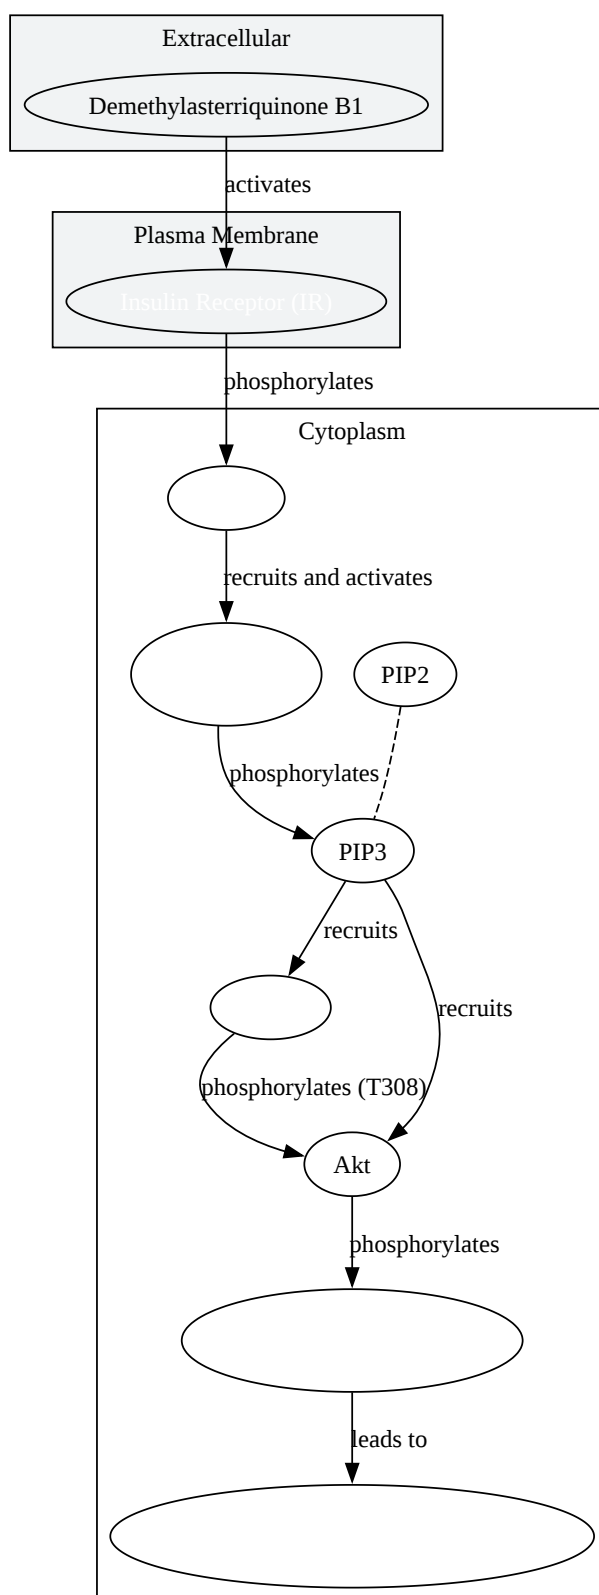 Extracellular
Demethylasterriquinone B1
activates
Plasma Membrane
Insulin Receptor (IR)
phosphorylates
Cytoplasm
recruits and activates
PIP2
phosphorylates
PIP3
recruits
recruits
phosphorylates (T308)
Akt
phosphorylates
leads to